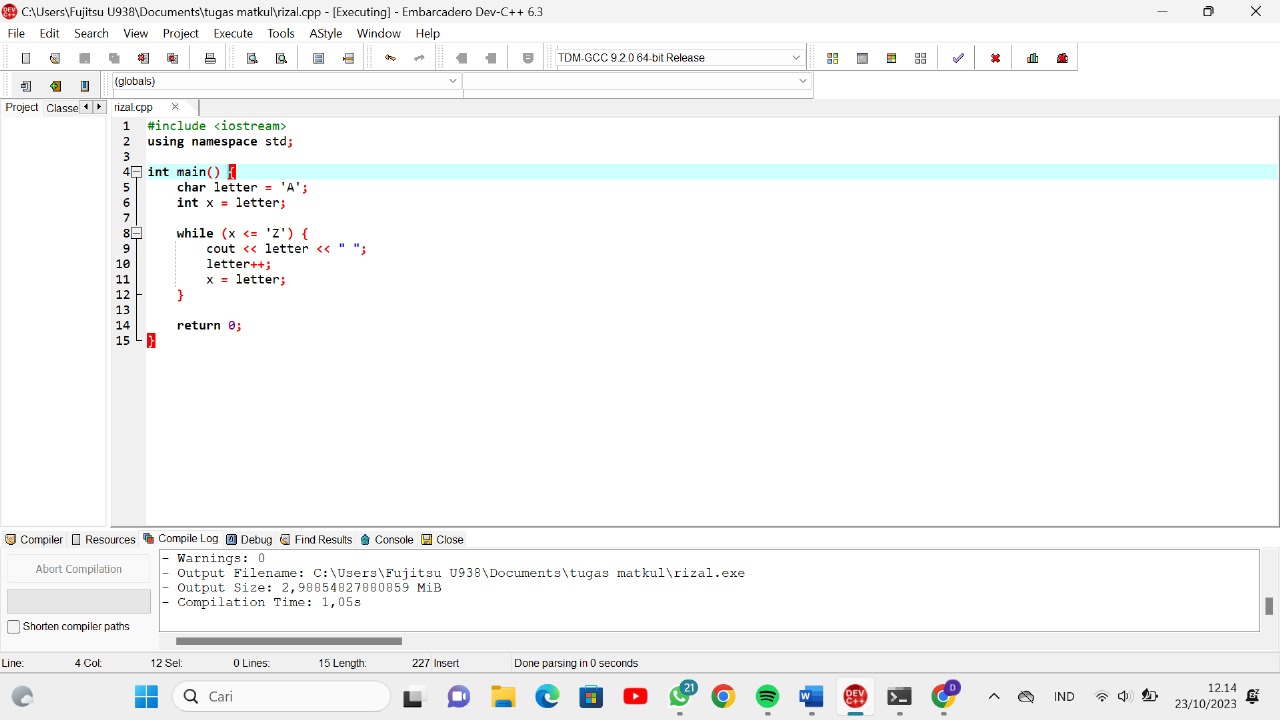 C:\Users\Fujitsu U938\Documents\tugas matkul\rizal.cpp - [Executing] - Embarcadero Dev-C++ 6.3
File Edit Search View Project Execute Tools AStyle Window Help
TDM-GCC 9.2.0 64-bit Release
(globals)
Project Classe rizal.cpp
1 #include <iostream>
2 using namespace std;
3
4 int main() {
5 char letter = 'A';
6 int x = letter;
7
8 while (x <= 'Z') {
9 cout << letter << " ";
10 letter++;
11 x = letter;
12 }
13
14 return 0;
15 }
Compiler Resources Compile Log Debug Find Results Console Close
Abort Compilation
Shorten compiler paths
- Warnings: 0
- Output Filename: C:\Users\Fujitsu U938\Documents\tugas matkul\rizal.exe
- Output Size: 2,98854827880859 MiB
- Compilation Time: 1,05s
Line: 4 Col: 12 Sel: 0 Lines: 15 Length: 227 Insert Done parsing in 0 seconds
Cari
21
DEV C++
D
IND
12.14
23/10/2023